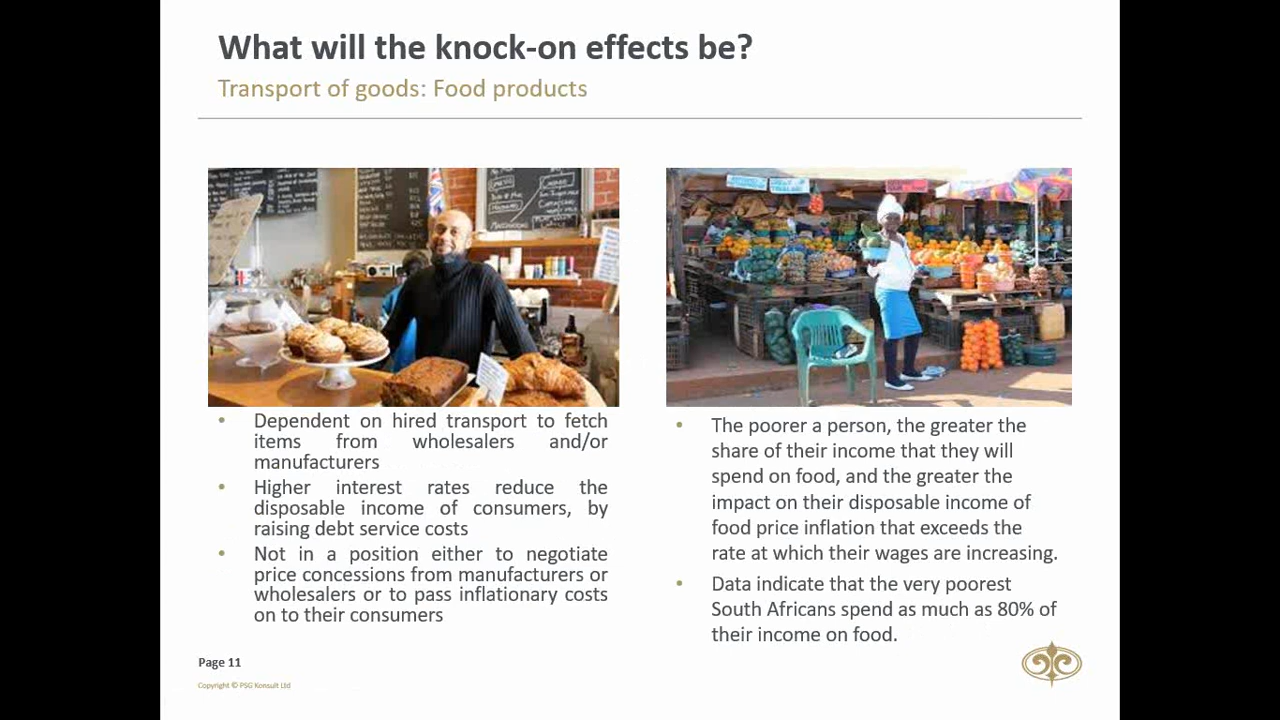 What will the knock-on effects be?
Transport of goods: Food products
• Dependent on hired transport to fetch
items from wholesalers and/or
manufacturers
• Higher interest rates reduce the
disposable income of consumers, by
raising debt service costs
• Not in a position either to negotiate
price concessions from manufacturers or
wholesalers or to pass inflationary costs
on to their consumers
• The poorer a person, the greater the
share of their income that they will
spend on food, and the greater the
impact on their disposable income of
food price inflation that exceeds the
rate at which their wages are increasing.
• Data indicate that the very poorest
South Africans spend as much as 80% of
their income on food.
Page 11
Copyright © PSG Konsult Ltd